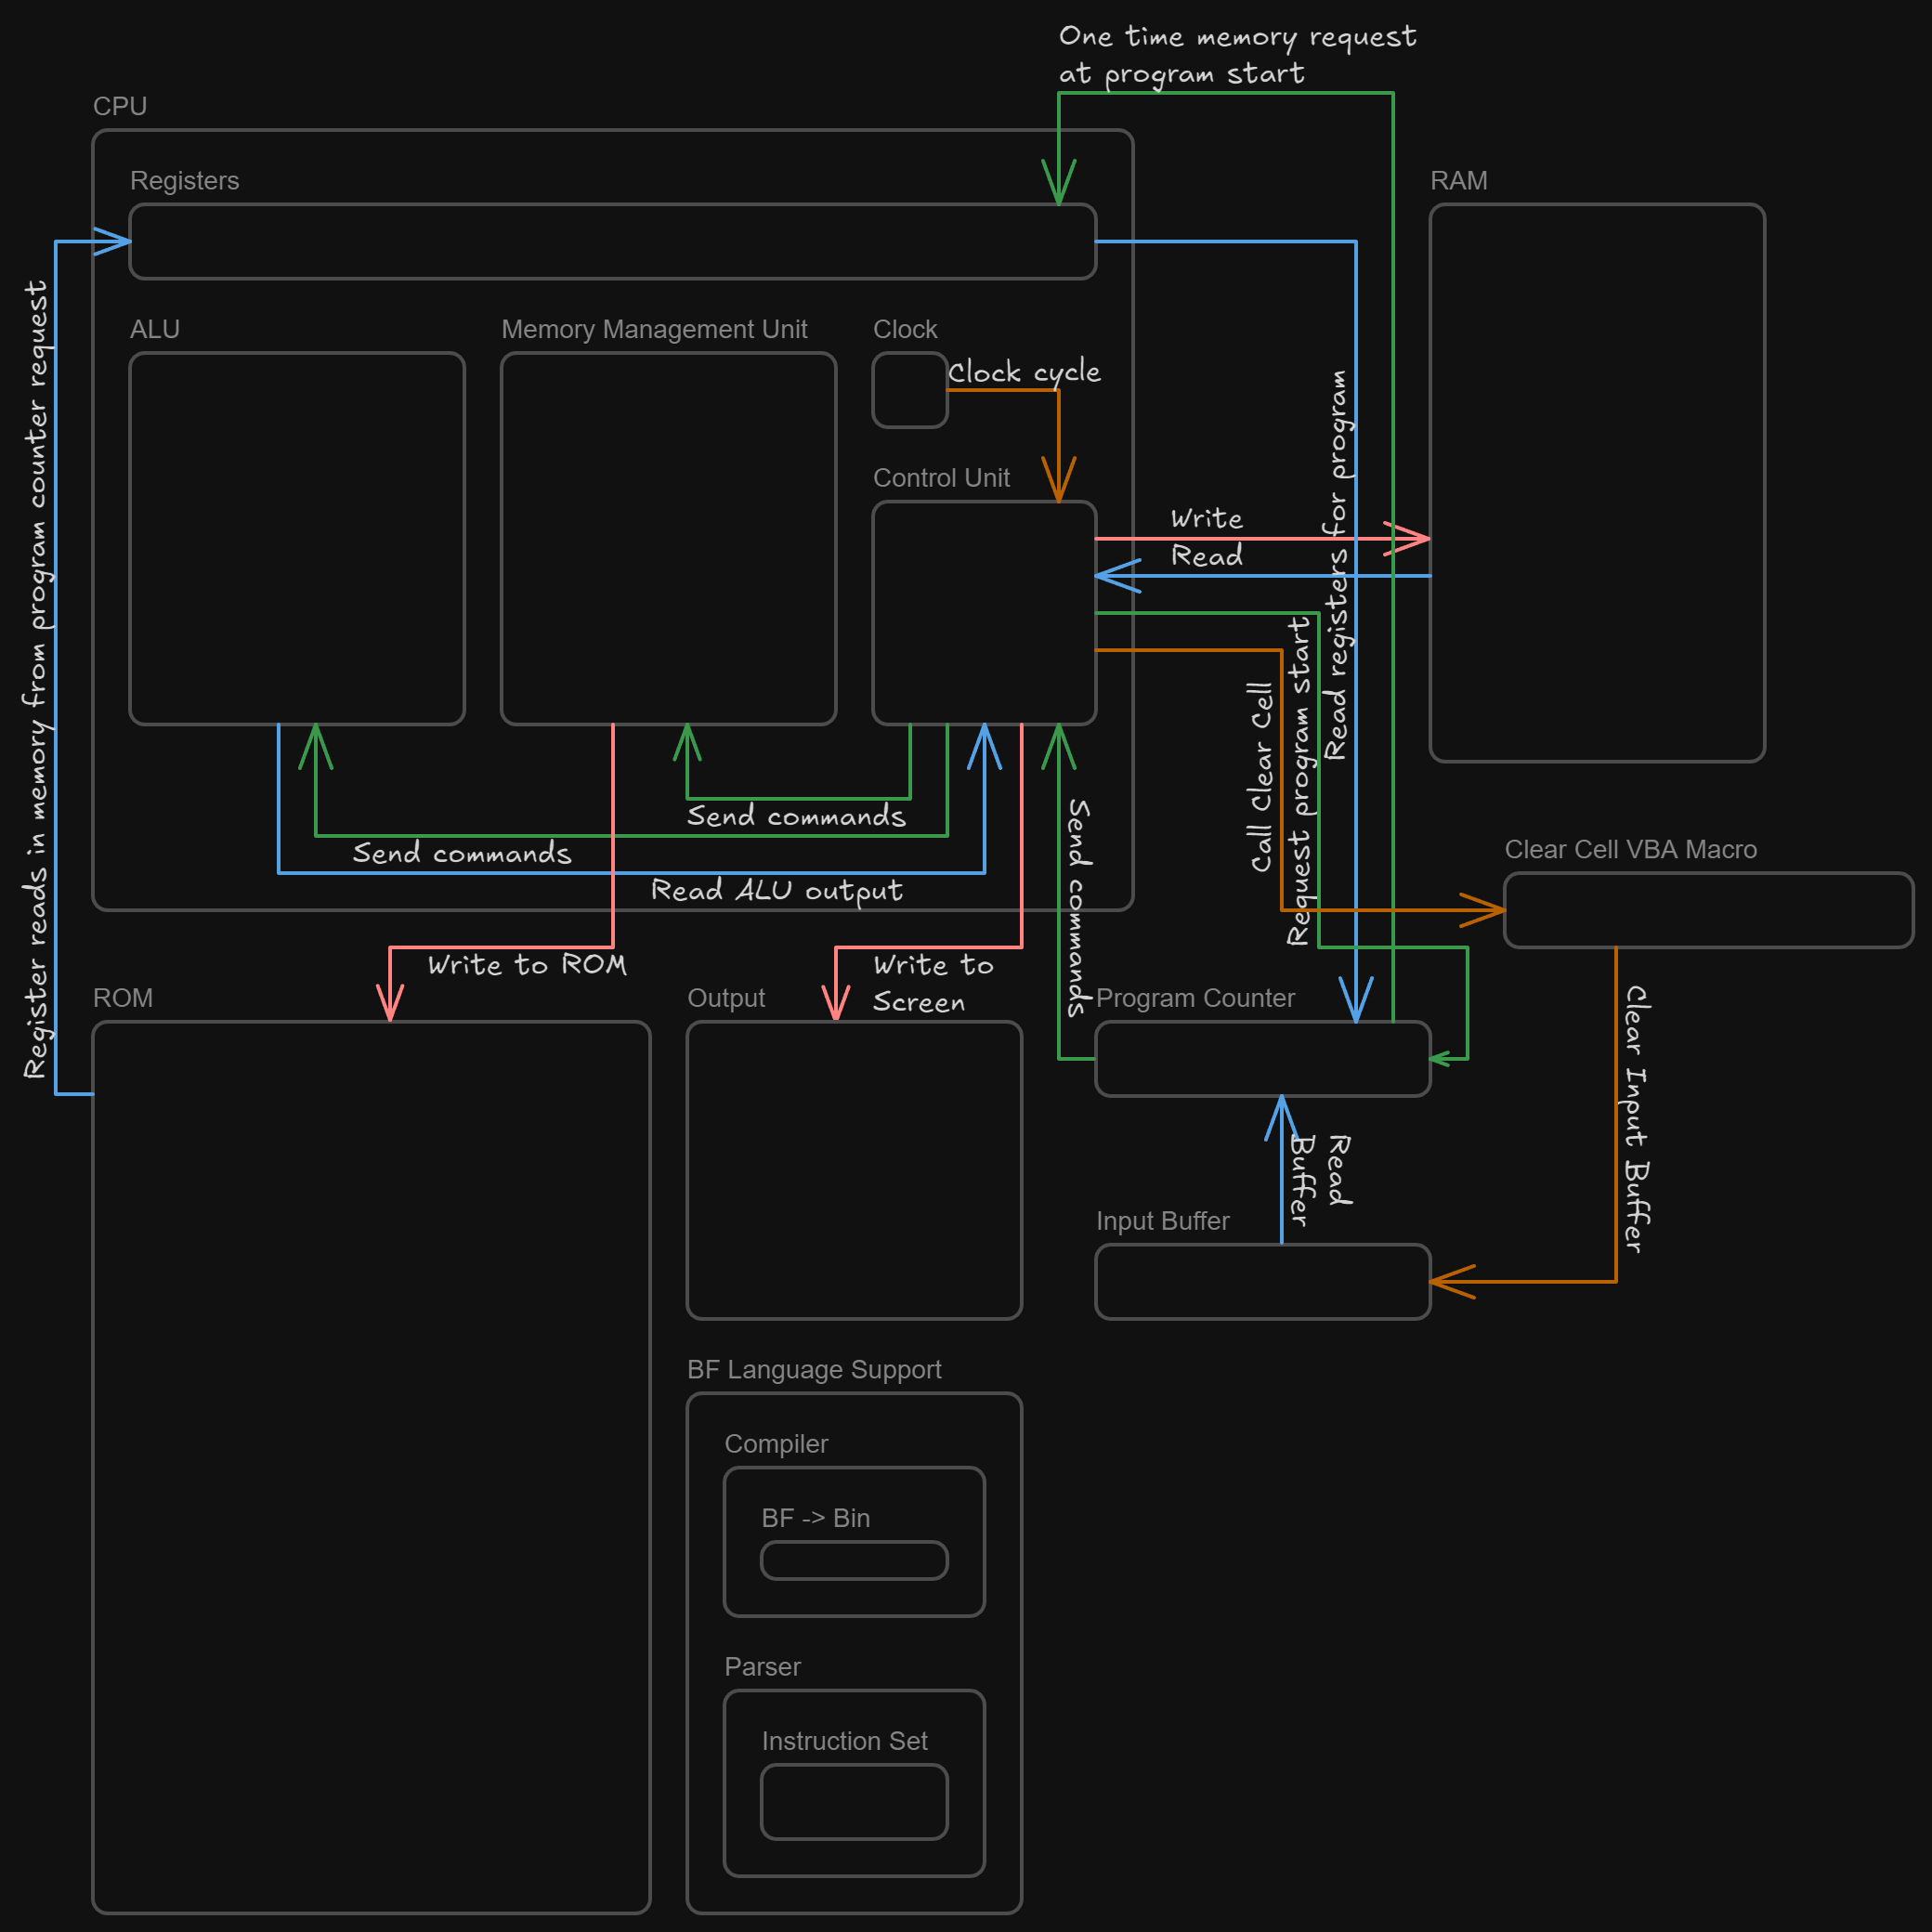 One time memory request
at program start
CPU
Registers
RAM
Register reads in memory from program counter request
ALU
Memory Management Unit
Clock
Clock cycle
Control Unit
Write
Read
Read registers for program
Request program start
Call Clear Cell
Send commands
Send commands
Read ALU output
Send commands
Clear Cell VBA Macro
Write to ROM
Write to
Screen
ROM
Output
Program Counter
Clear Input Buffer
Read
Buffer
Input Buffer
BF Language Support
Compiler
BF -> Bin
Parser
Instruction Set